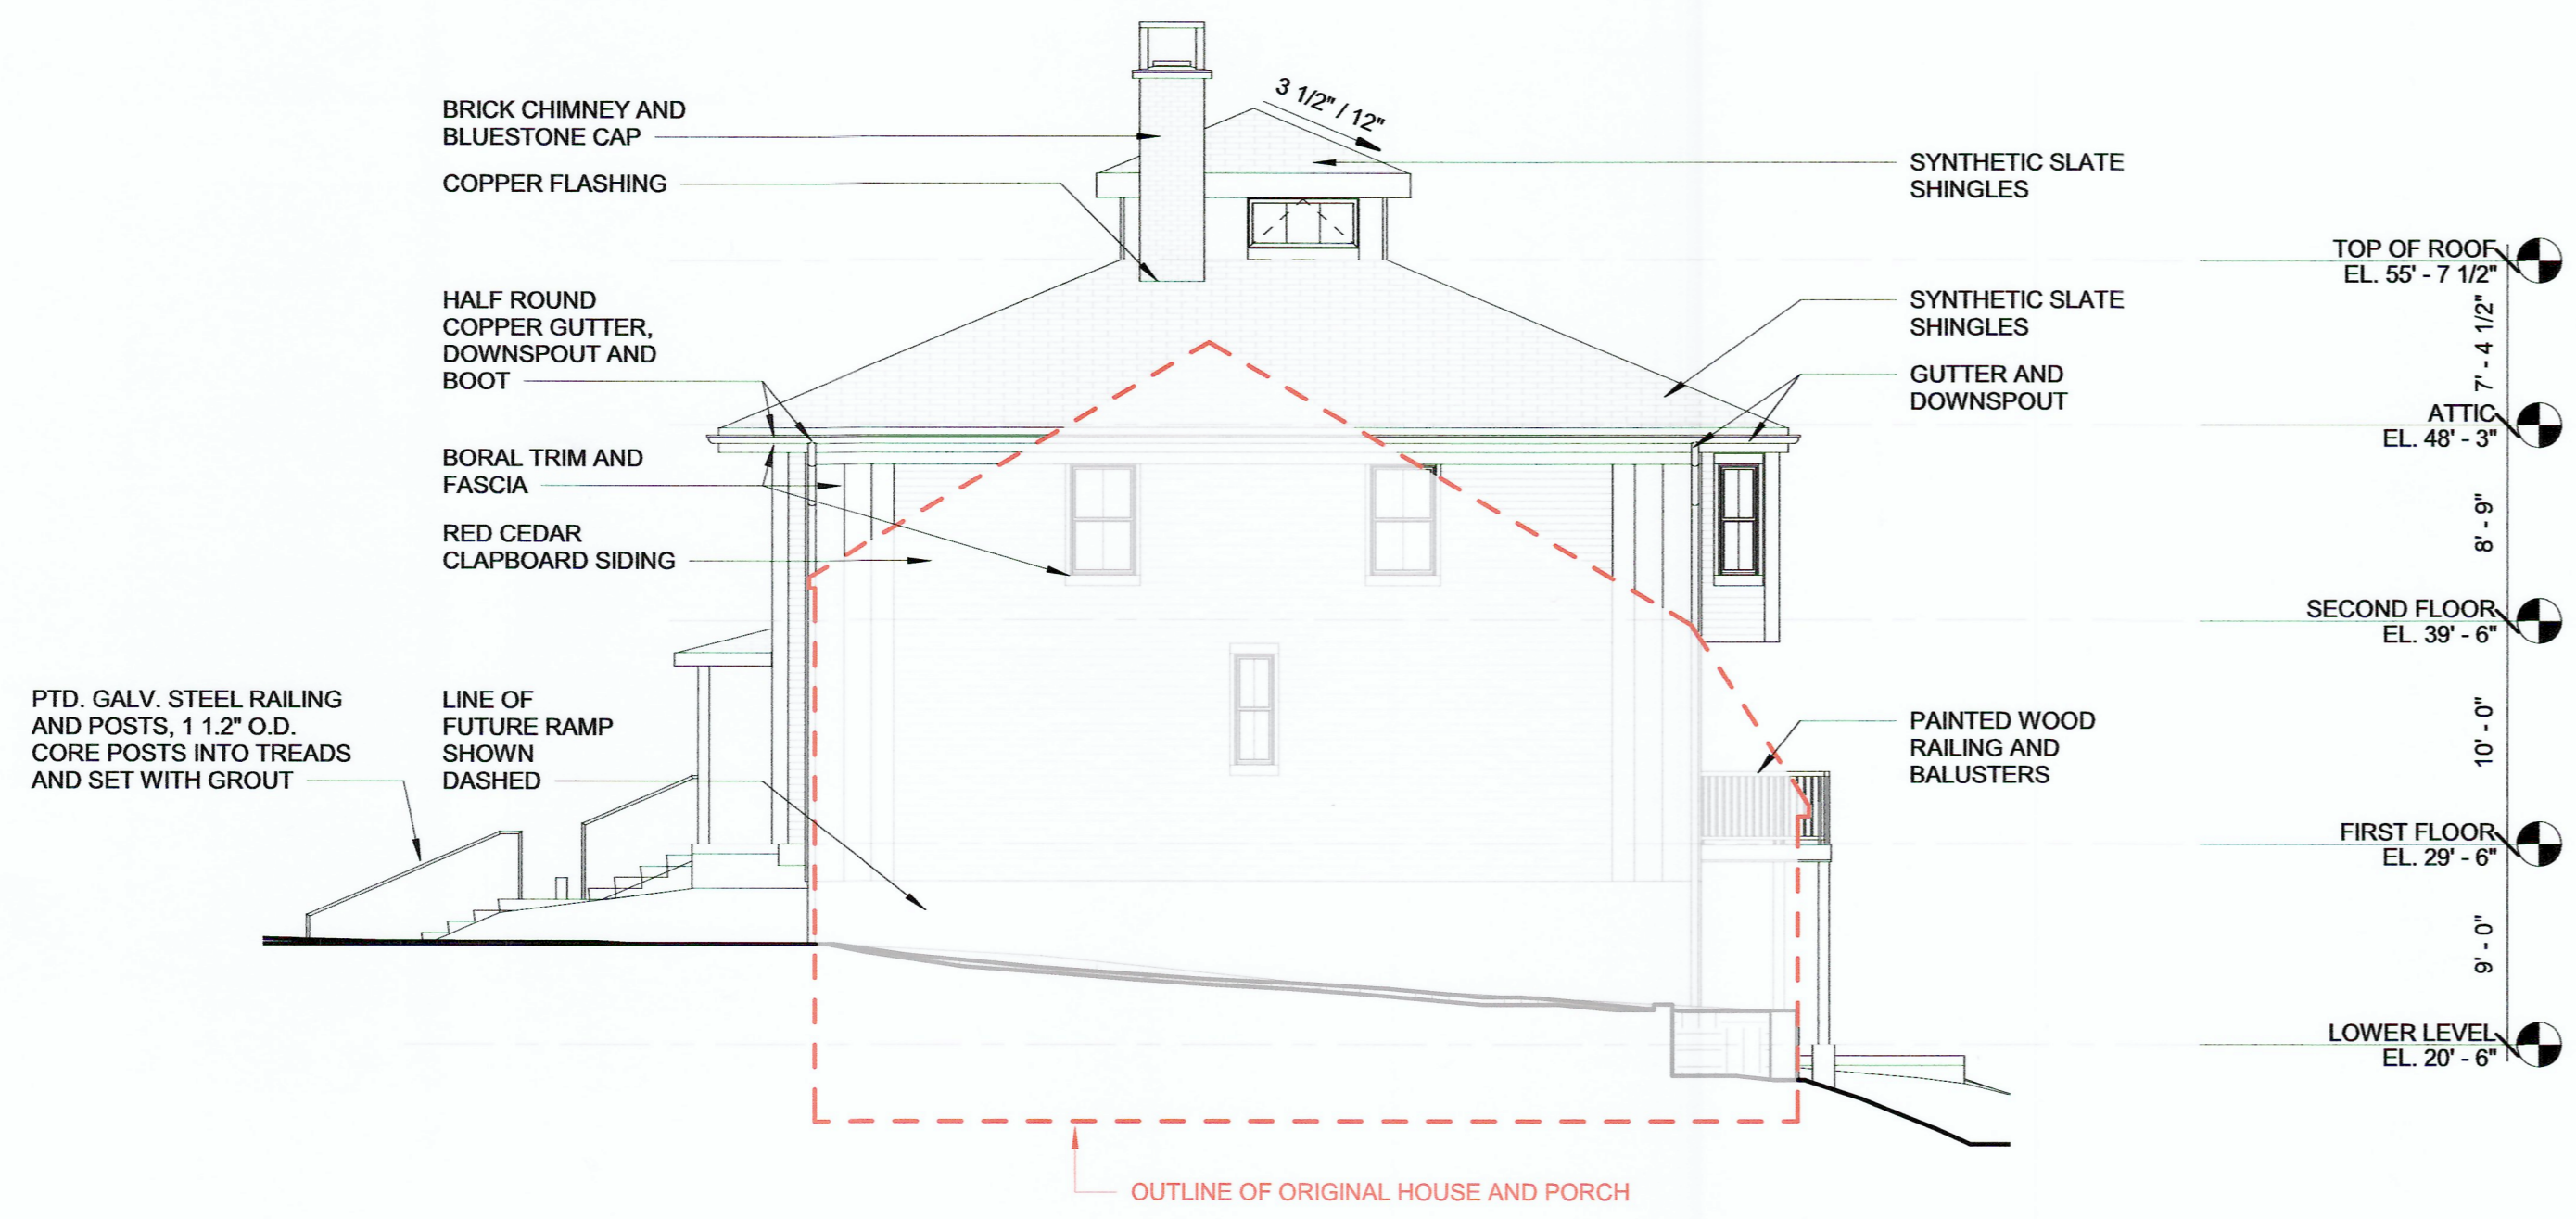 BRICK CHIMNEY AND
BLUESTONE CAP
COPPER FLASHING
HALF ROUND
COPPER GUTTER,
DOWNSPOUT AND
BOOT
BORAL TRIM AND
FASCIA
RED CEDAR
CLAPBOARD SIDING
PTD. GALV. STEEL RAILING
AND POSTS, 1 1.2" O.D.
CORE POSTS INTO TREADS
AND SET WITH GROUT
LINE OF
FUTURE RAMP
SHOWN
DASHED
3 1/2" / 12"
SYNTHETIC SLATE
SHINGLES
SYNTHETIC SLATE
SHINGLES
GUTTER AND
DOWNSPOUT
PAINTED WOOD
RAILING AND
BALUSTERS
TOP OF ROOF
EL. 55' - 7 1/2"
7' - 4 1/2"
ATTIC
EL. 48' - 3"
8' - 9"
SECOND FLOOR
EL. 39' - 6"
10' - 0"
FIRST FLOOR
EL. 29' - 6"
9' - 0"
LOWER LEVEL
EL. 20' - 6"
OUTLINE OF ORIGINAL HOUSE AND PORCH